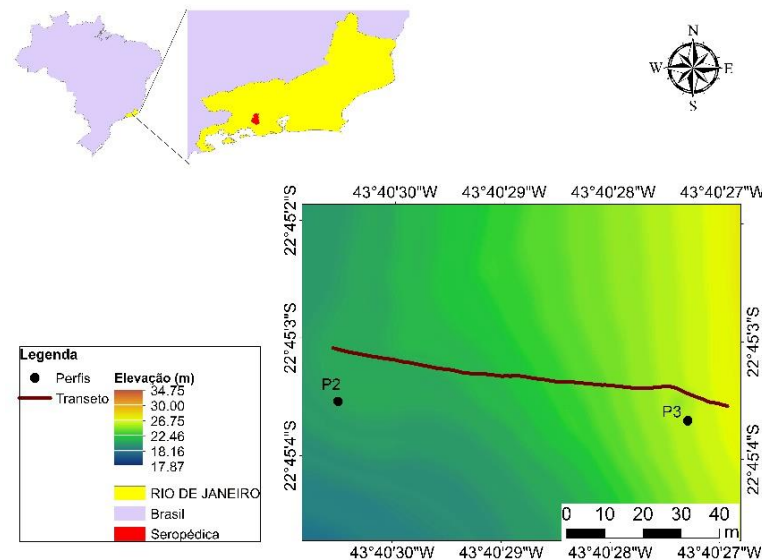 N
W E
S
43°40'30"W 43°40'29"W 43°40'28"W 43°40'27"W
22°45'2"S
22°45'3"S
22°45'4"S
22°45'2"S
22°45'3"S
22°45'4"S
P2
P3
0 10 20 30 40
m
43°40'30"W 43°40'29"W 43°40'28"W 43°40'27"W
Legenda
Perfis
Transeto
Elevação (m)
34.75
30.00
26.75
22.46
18.16
17.87
RIO DE JANEIRO
Brasil
Seropédica